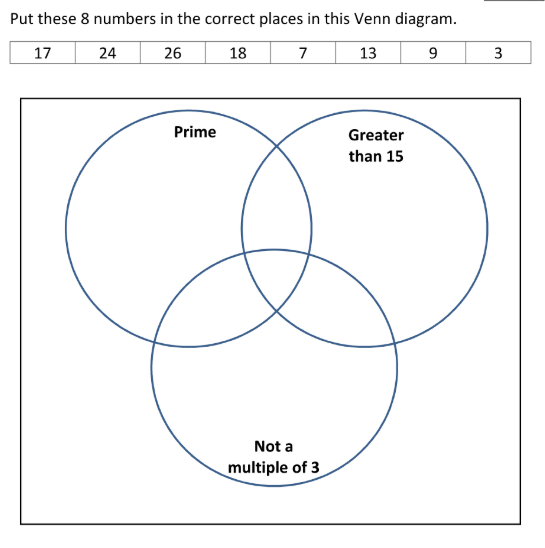 Put these 8 numbers in the correct places in this Venn diagram.
17 24 26 18 7 13 9 3
Prime
Greater
than 15
Not a
multiple of 3